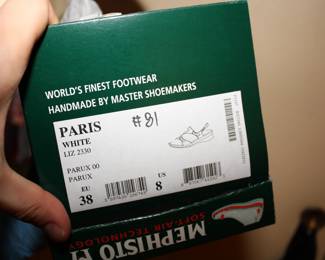 WORLD'S FINEST FOOTWEAR
HANDMADE BY MASTER SHOEMAKERS
PARIS
#81
WHITE
LIZ 2330
PARUX 00
PARUX
EU
38
US
8
MEPHISTO
SOFT-AIR TECHNOLOGY